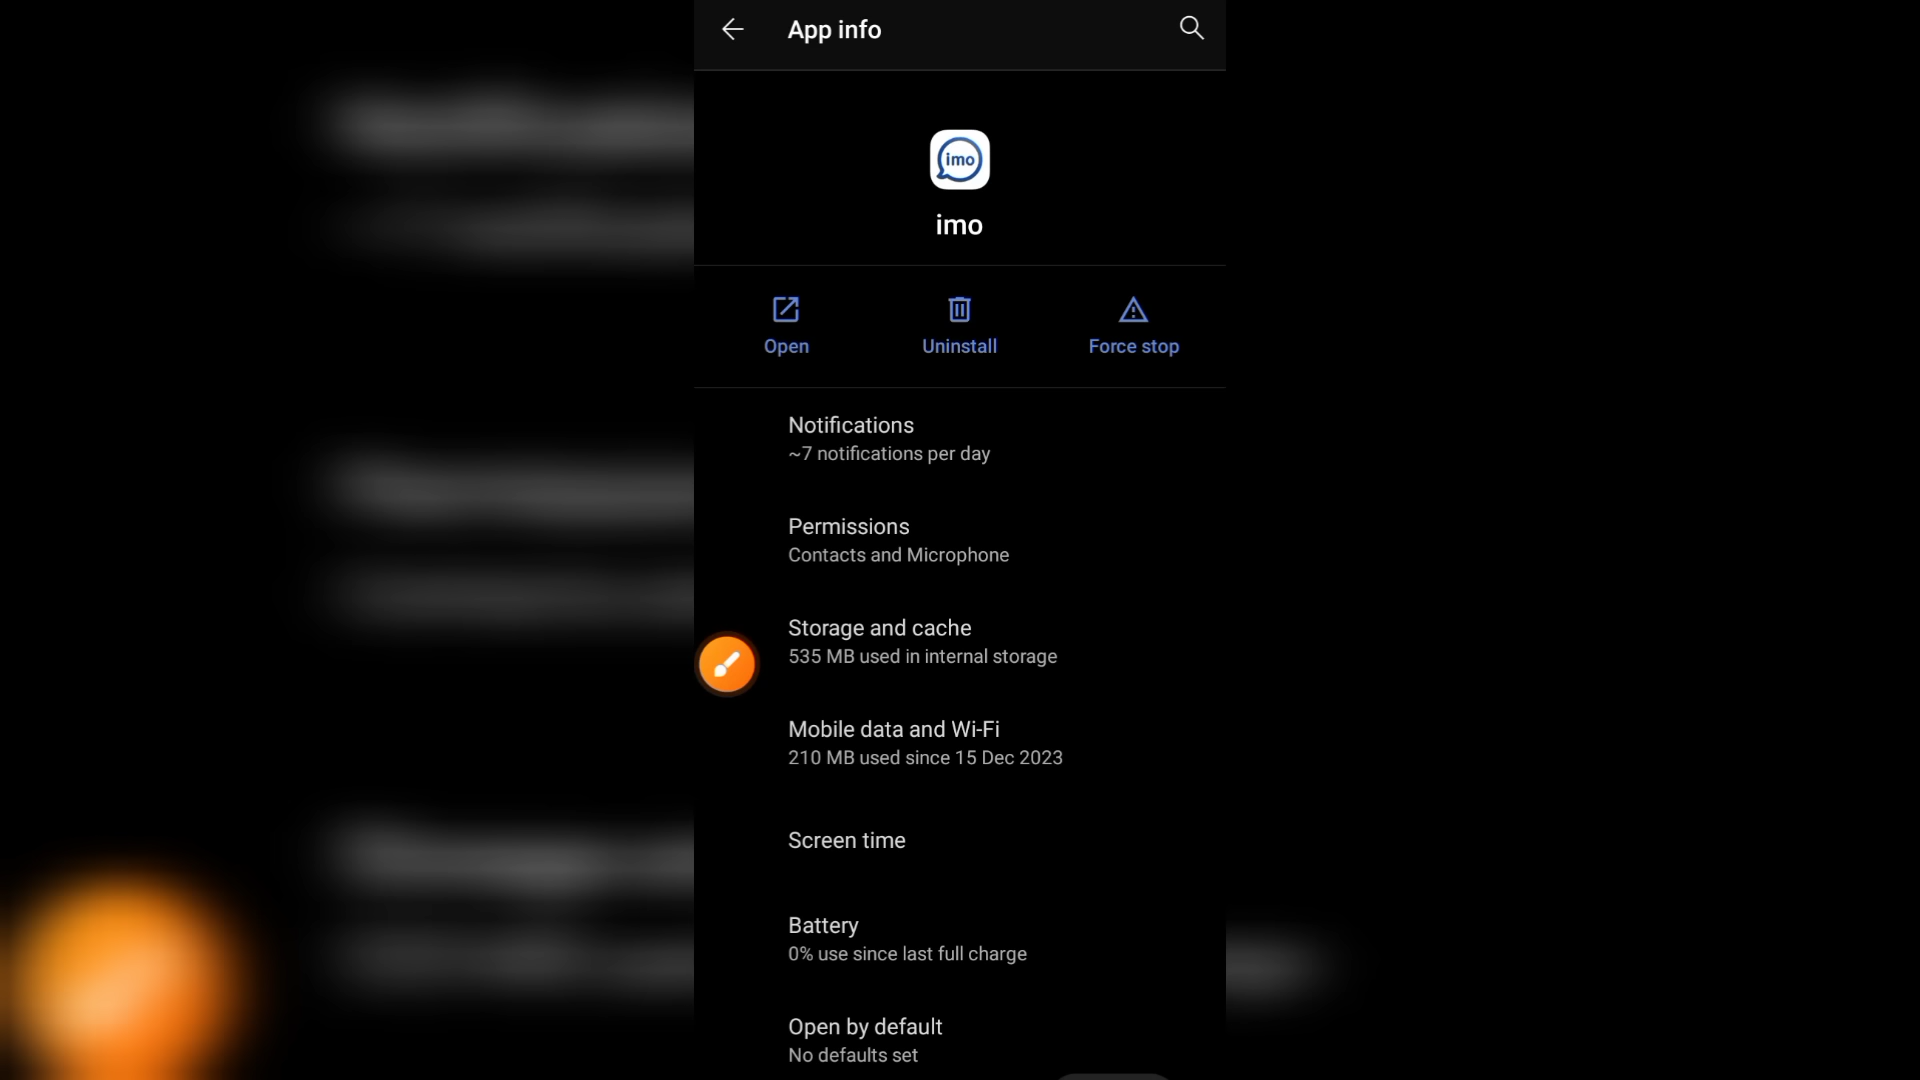 App info
imo
imo
Open
Uninstall
Force stop
Notifications
~7 notifications per day
Permissions
Contacts and Microphone
Storage and cache
535 MB used in internal storage
Mobile data and Wi-Fi
210 MB used since 15 Dec 2023
Screen time
Battery
0% use since last full charge
Open by default
No defaults set